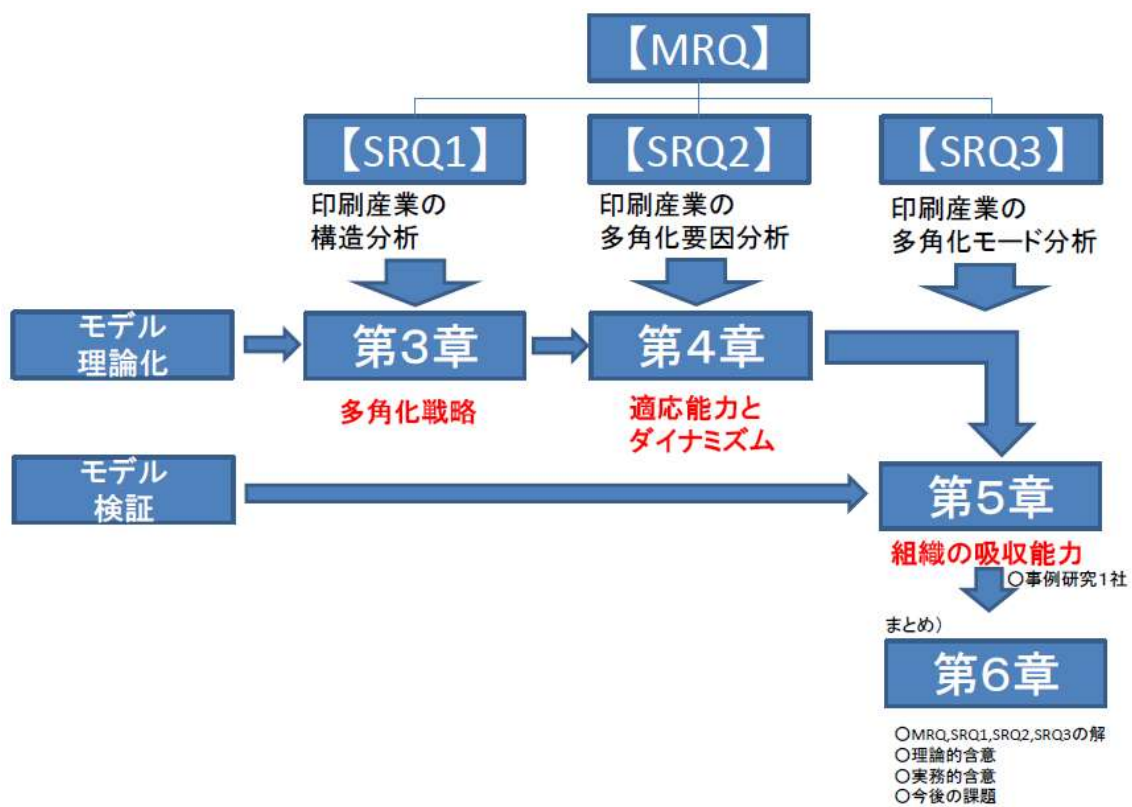 【MRQ】
【SRQ1】
【SRQ2】
【SRQ3】
印刷産業の
構造分析
印刷産業の
多角化要因分析
印刷産業の
多角化モード分析
モデル
理論化
第3章
第4章
多角化戦略
適応能力と
ダイナミズム
モデル
検証
第5章
組織の吸収能力
○事例研究1社
まとめ）
第6章
○MRQ,SRQ1,SRQ2,SRQ3の解
○理論的含意
○実務的含意
○今後の課題